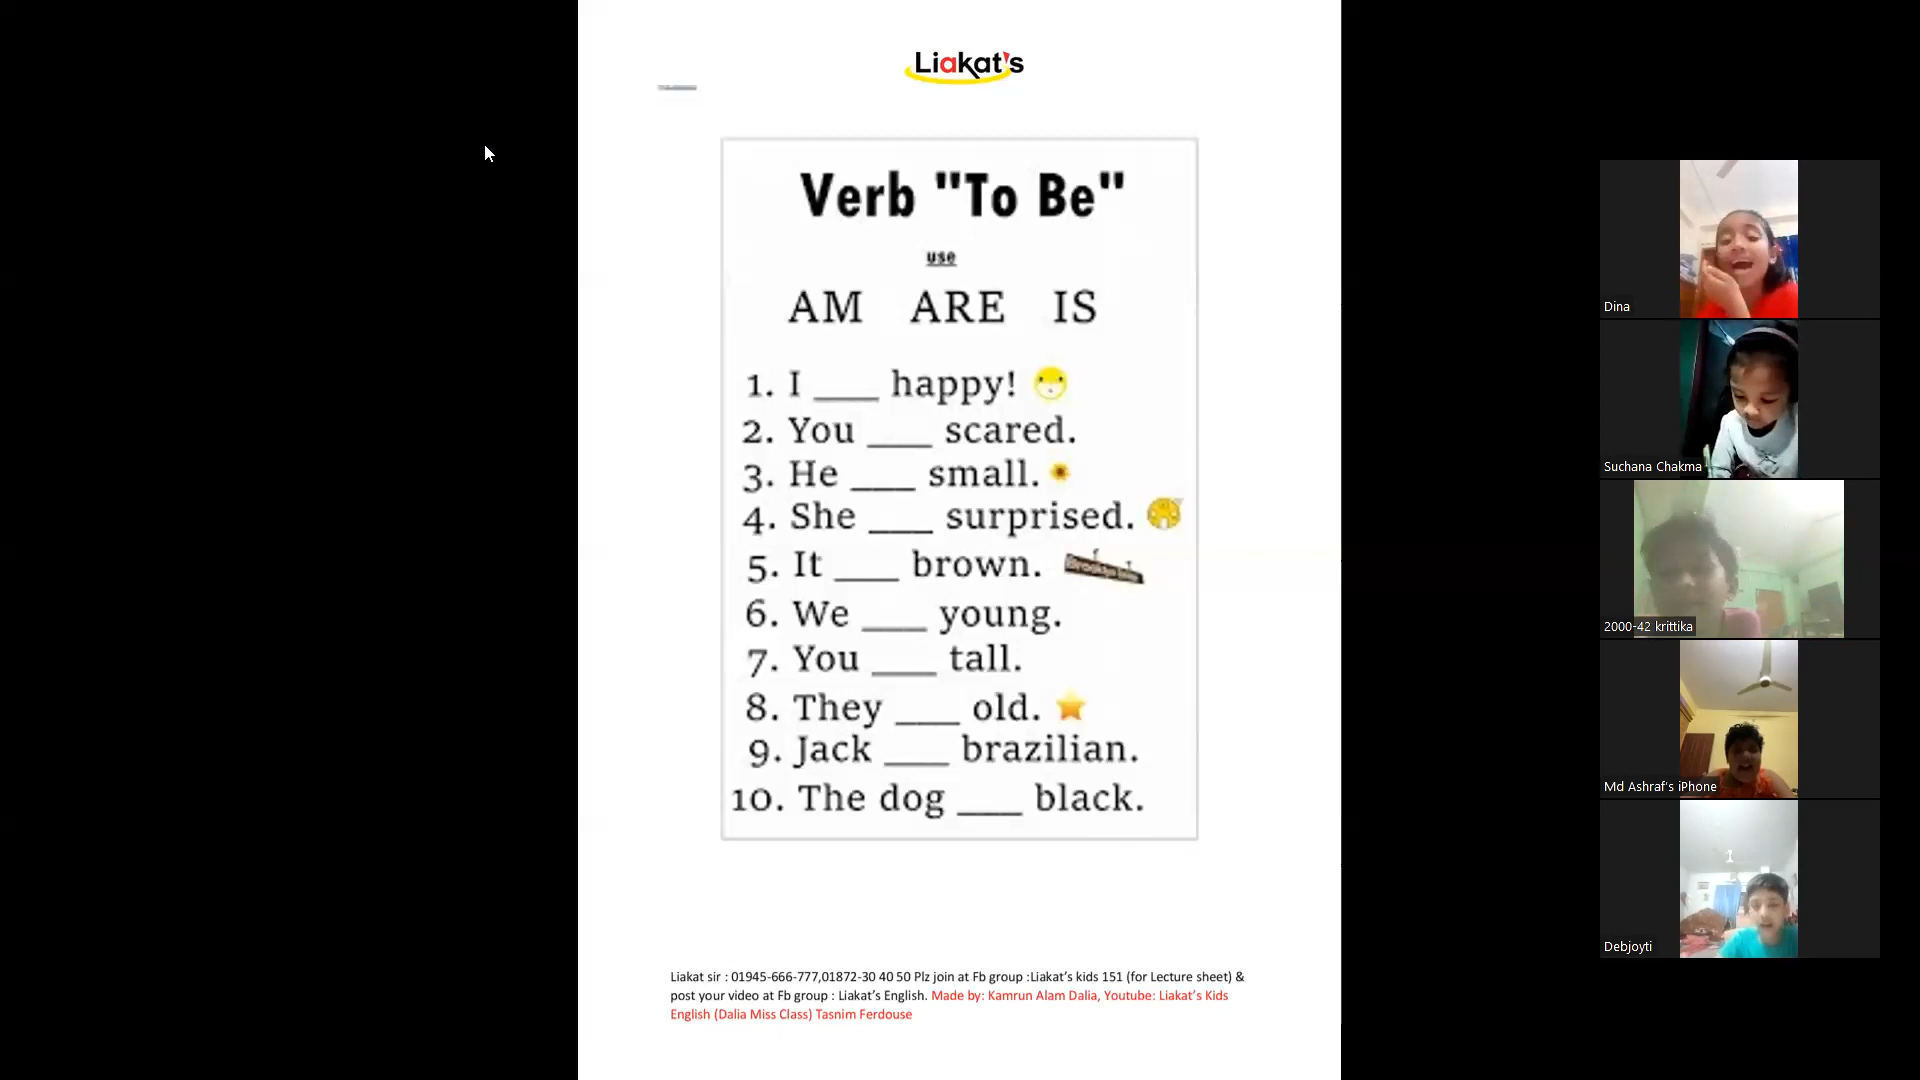 Liakat's
Verb "To Be"
use
AM ARE IS
1. I ___ happy!
2. You ___ scared.
3. He ___ small.
4. She ___ surprised.
5. It ___ brown.
6. We ___ young.
7. You ___ tall.
8. They ___ old.
9. Jack ___ brazilian.
10. The dog ___ black.
Liakat sir : 01945-666-777,01872-30 40 50 Plz join at Fb group :Liakat’s kids 151 (for Lecture sheet) &
post your video at Fb group : Liakat’s English. Made by: Kamrun Alam Dalia, Youtube: Liakat’s Kids
English (Dalia Miss Class) Tasnim Ferdouse
Dina
Suchana Chakma
2000-42 krittika
Md Ashraf's iPhone
Debjoyti